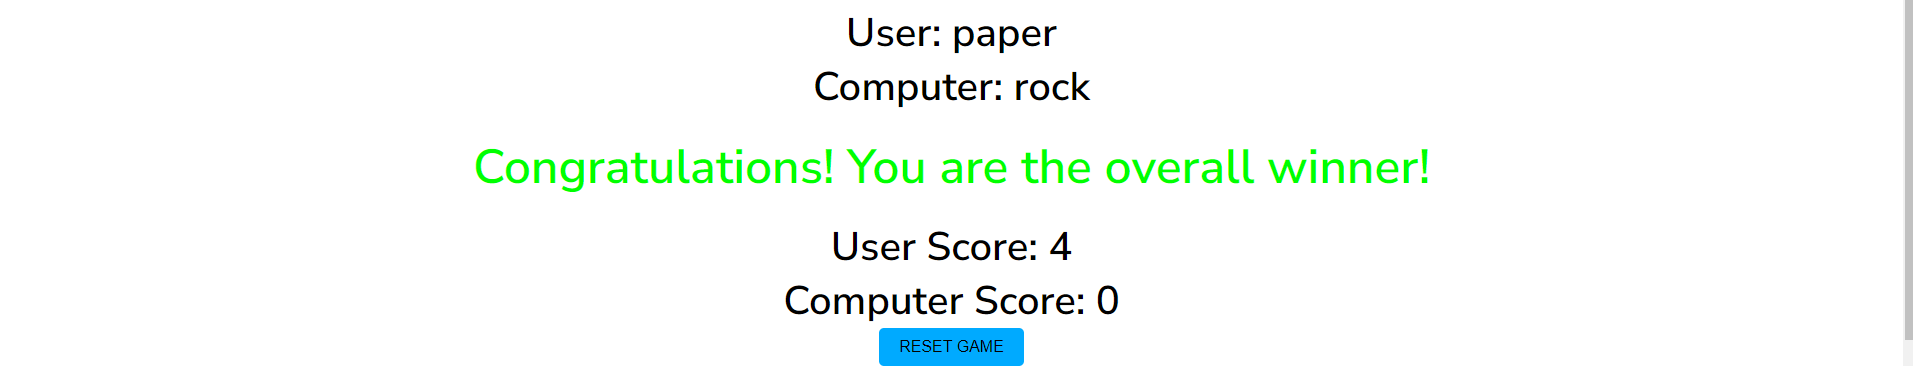 User: paper
Computer: rock
Congratulations! You are the overall winner!
User Score: 4
Computer Score: 0
RESET GAME